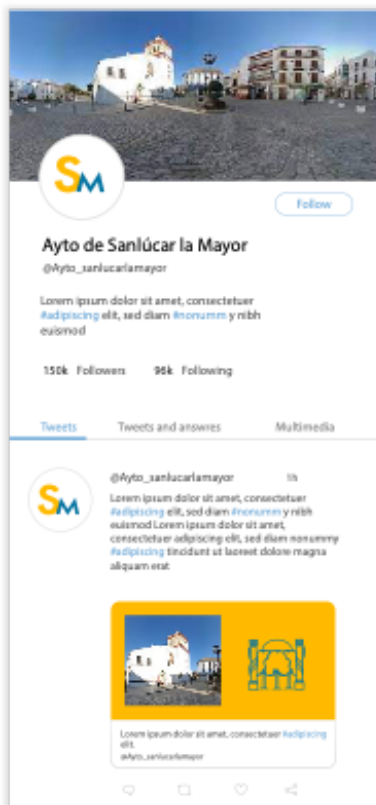 SM
Follow
Ayto de Sanlúcar la Mayor
@Ayto_sanlucarlamayor
Lorem ipsum dolor sit amet, consectetuer
#adipiscing elit, sed diam #nonumm y nibh
euismod
150k Followers 96k Following
Tweets Tweets and answres Multimedia
SM
@Ayto_sanlucarlamayor 1h
Lorem ipsum dolor sit amet, consectetuer
#adipiscing elit, sed diam #nonumm y nibh
euismod Lorem ipsum dolor sit amet,
consectetuer adipiscing elit, sed diam nonummy
#adipiscing tincidunt ut laoreet dolore magna
aliquam erat
Lorem ipsum dolor sit amet, consectetuer #adipiscing
elit.
@Ayto_sanlucarlamayor